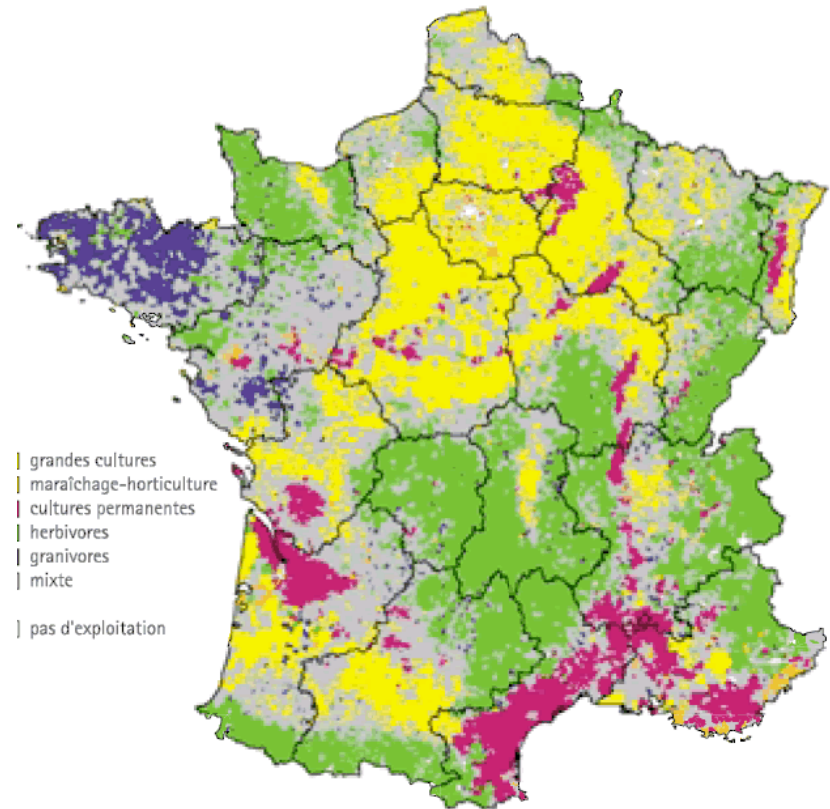 grandes cultures
maraîchage-horticulture
cultures permanentes
herbivores
granivores
mixte
pas d'exploitation